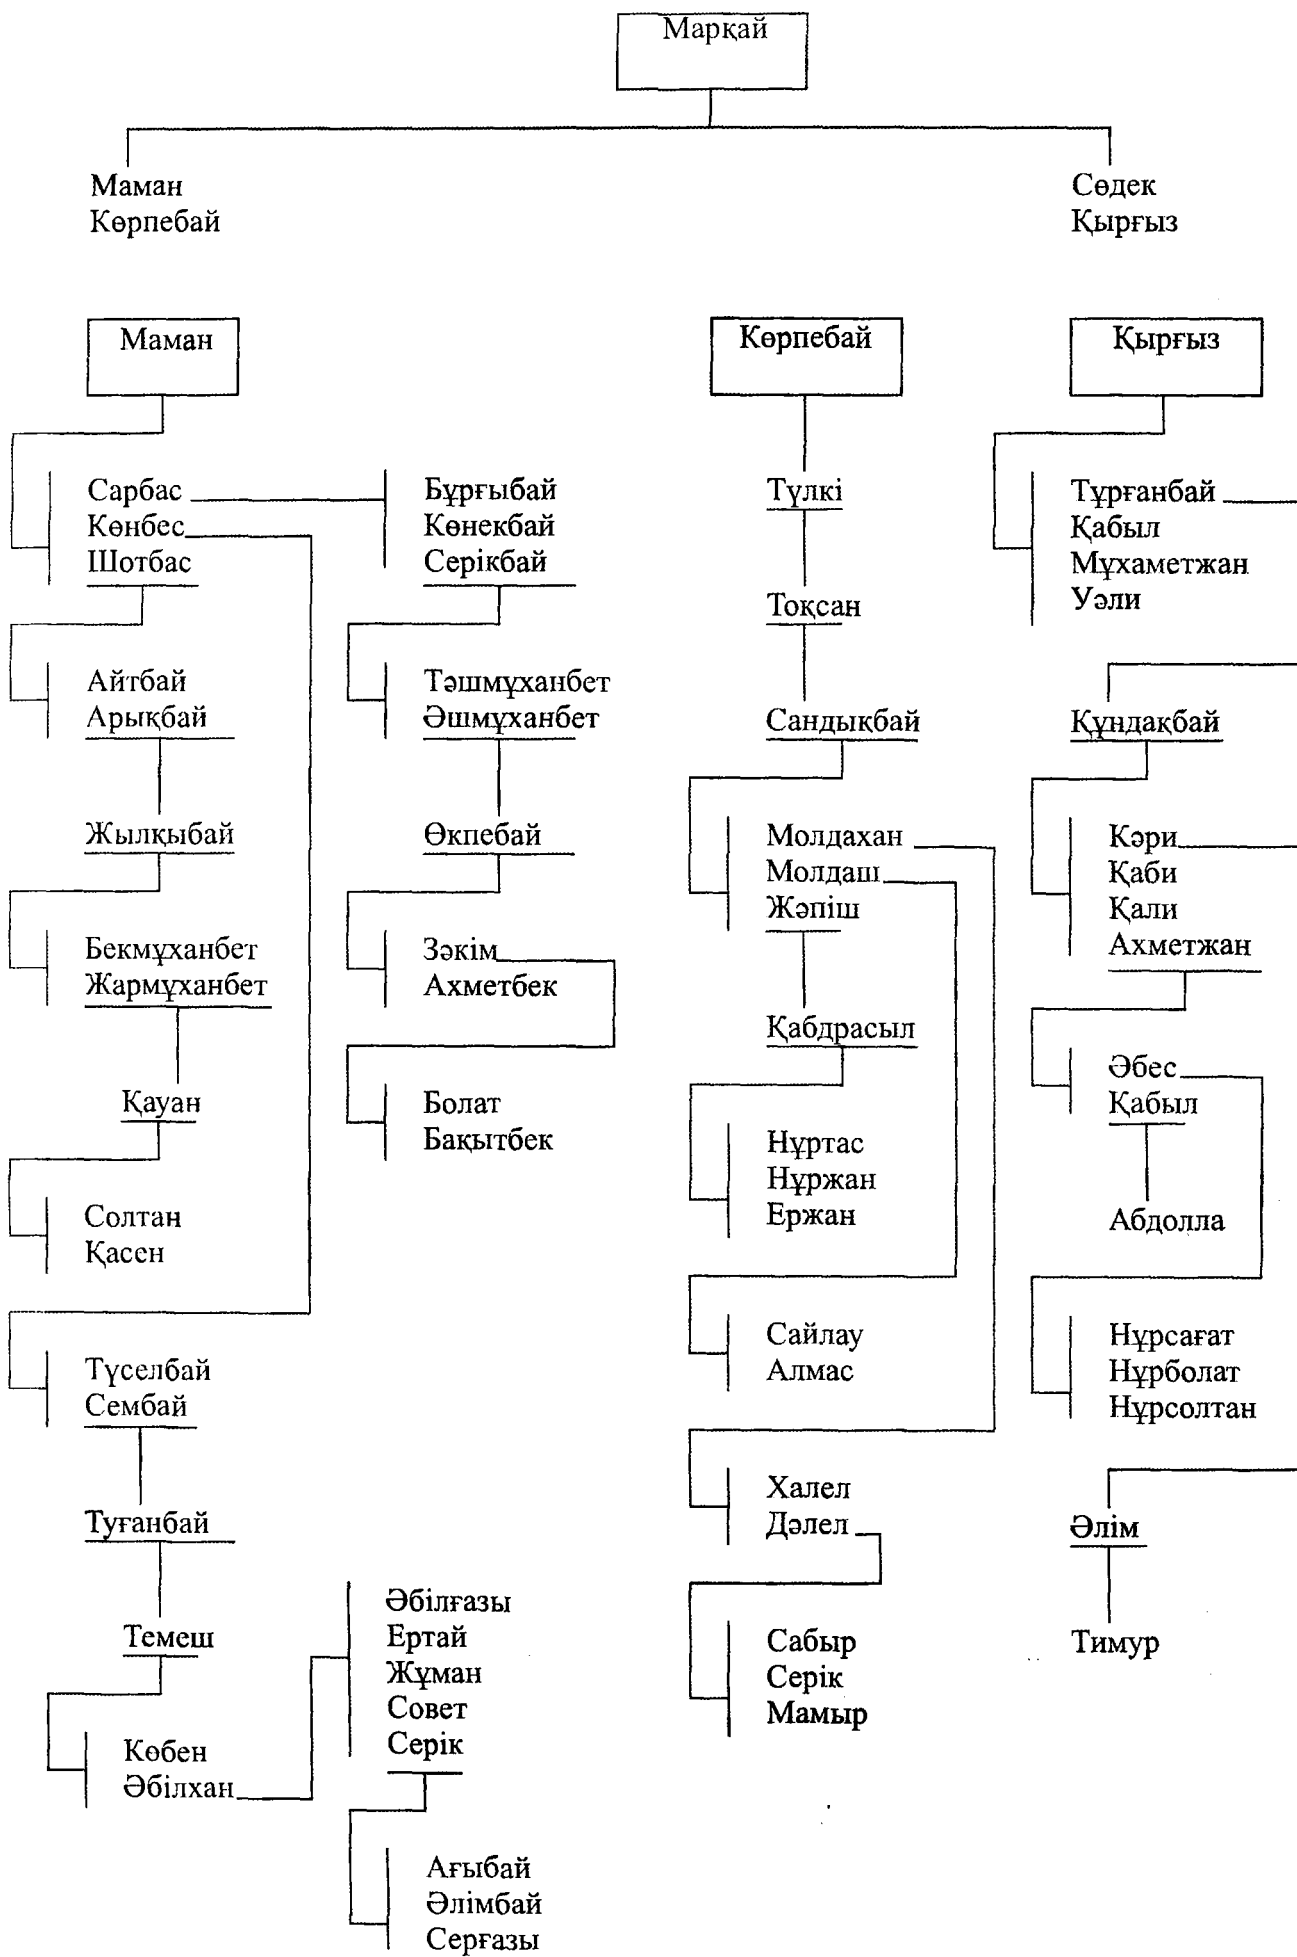 Марқай
Маман
Көрпебай
Сөдек
Қырғыз
Маман
Сарбас
Көнбес
Шотбас
Бұрғыбай
Көнекбай
Серікбай
Айтбай
Арықбай
Тәшмұханбет
Әшмұханбет
Жылқыбай
Өкпебай
Бекмұханбет
Жармұханбет
Зәкім
Ахметбек
Қауан
Болат
Бақытбек
Солтан
Қасен
Түселбай
Сембай
Туғанбай
Темеш
Көбен
Әбілхан
Әбілғазы
Ертай
Жұман
Совет
Серік
Ағыбай
Әлімбай
Серғазы
Көрпебай
Түлкі
Тоқсан
Сандықбай
Молдахан
Молдаш
Жәпіш
Қабдрасыл
Нұртас
Нұржан
Ержан
Сайлау
Алмас
Халел
Дәлел
Сабыр
Серік
Мамыр
Қырғыз
Тұрғанбай
Қабыл
Мұхаметжан
Уәли
Құндақбай
Кәри
Қаби
Қали
Ахметжан
Әбес
Қабыл
Абдолла
Нұрсағат
Нұрболат
Нұрсолтан
Әлім
Тимур